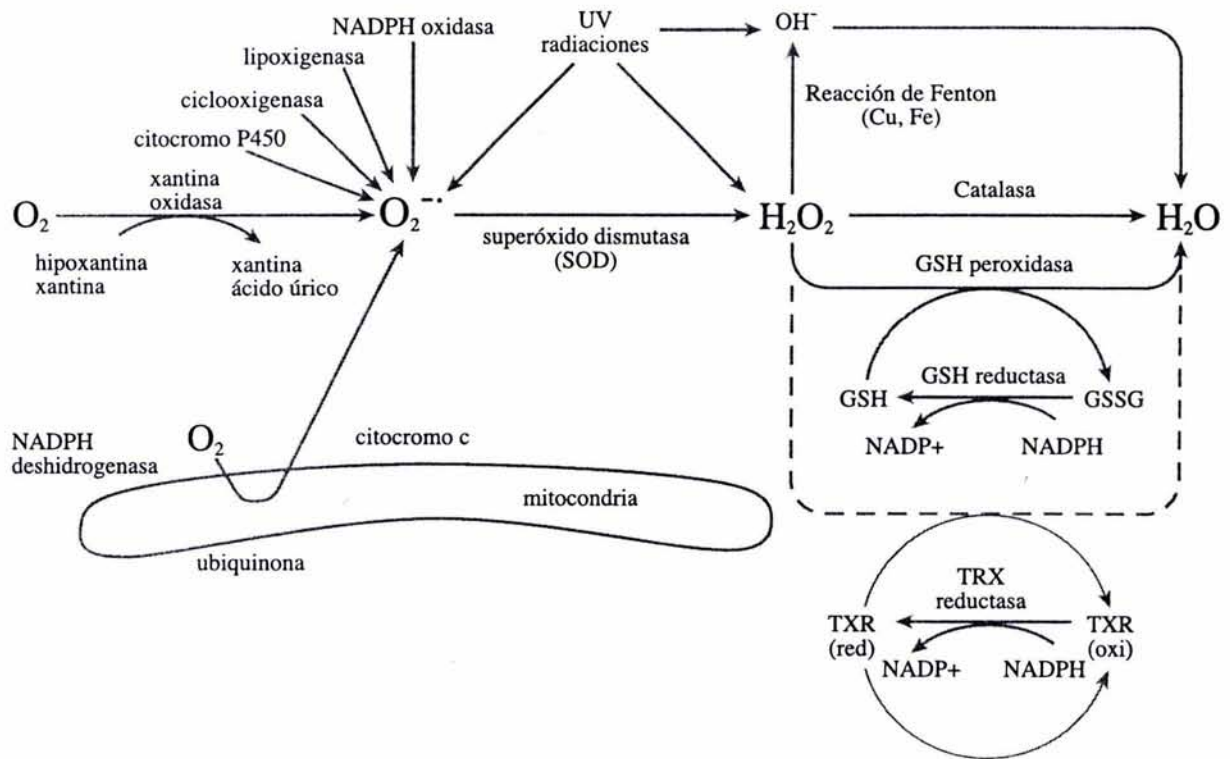 NADPH oxidasa
UV
radiaciones
OH⁻
lipoxigenasa
ciclooxigenasa
citocromo P450
Reacción de Fenton
(Cu, Fe)
xantina
oxidasa
O₂
O₂⁻·
H₂O₂
Catalasa
H₂O
hipoxantina
xantina
xantina
ácido úrico
superóxido dismutasa
(SOD)
GSH peroxidasa
GSH reductasa
GSH
GSSG
NADP+
NADPH
NADPH
deshidrogenasa
O₂
citocromo c
mitocondria
ubiquinona
TRX
reductasa
TXR
(red)
TXR
(oxi)
NADP+
NADPH